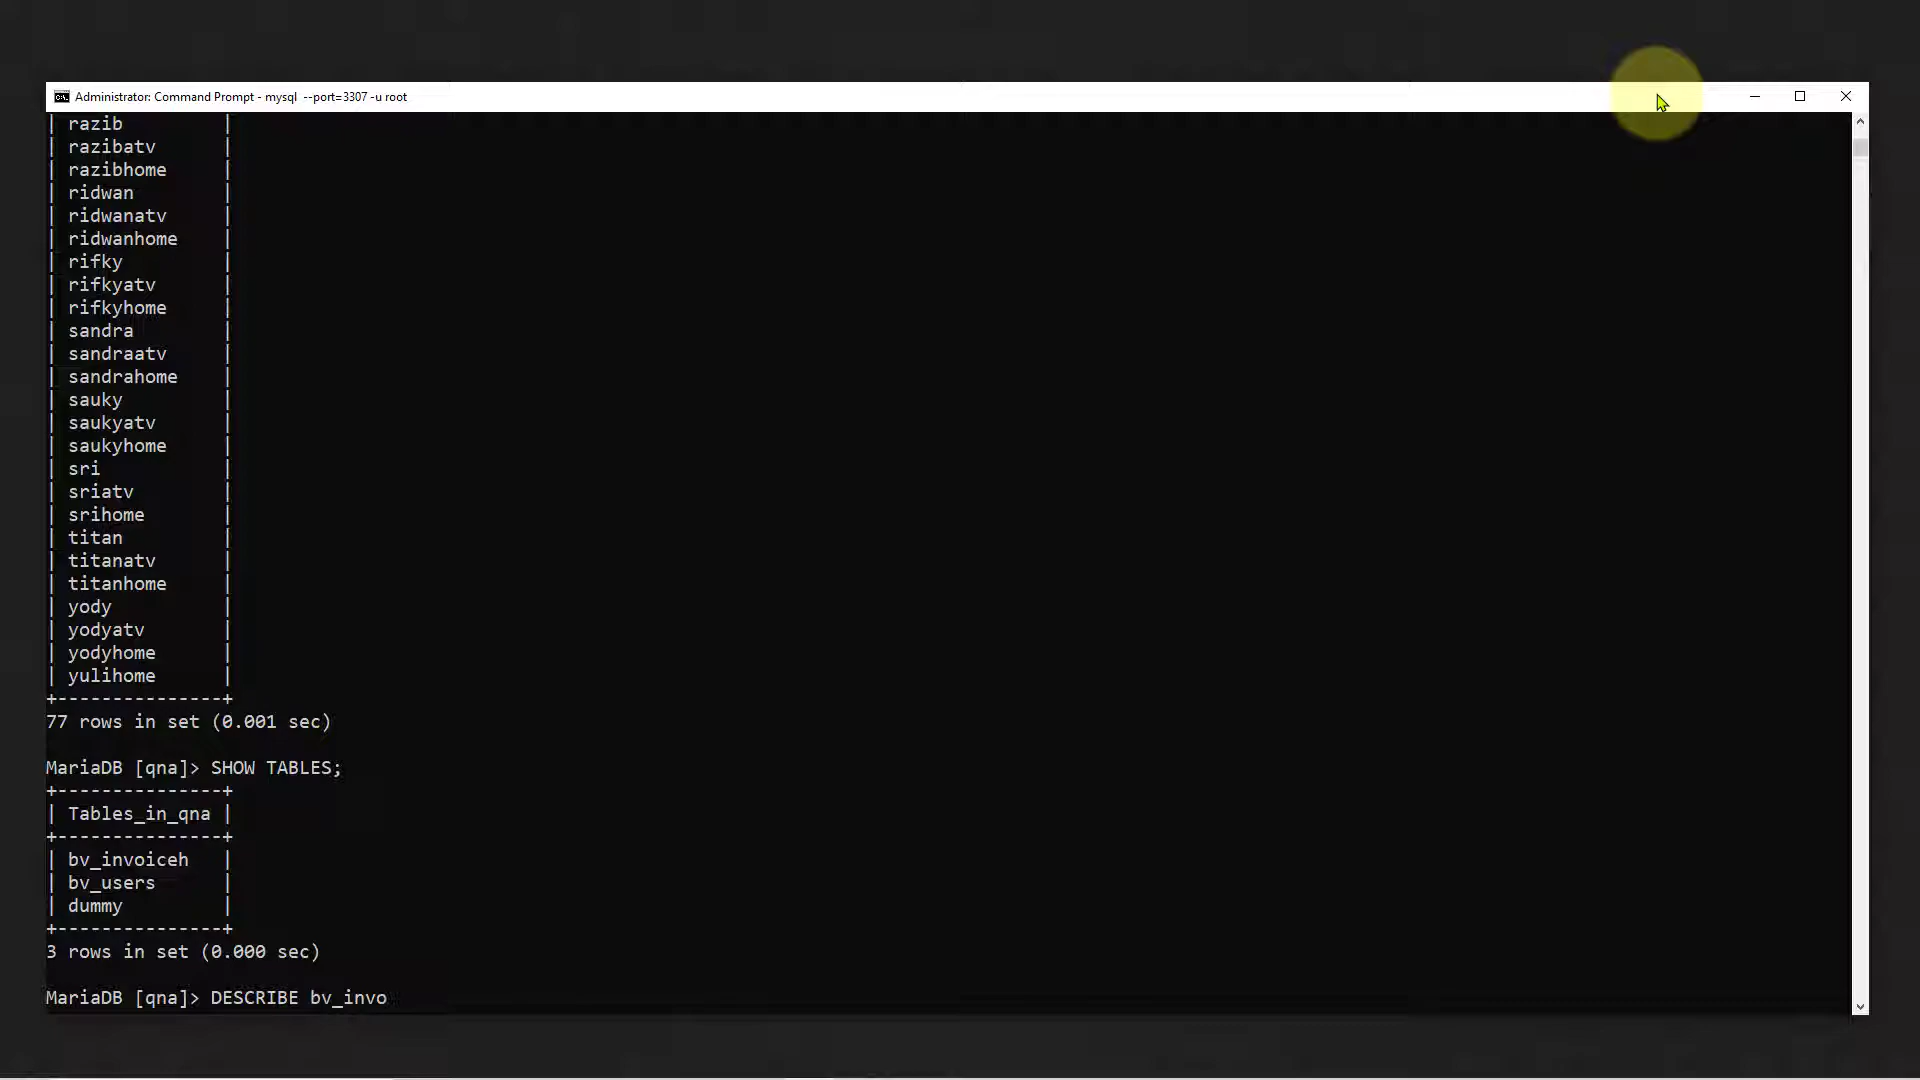 Administrator: Command Prompt - mysql  --port=3307 -u root
| razib          |
| razibatv       |
| razibhome      |
| ridwan         |
| ridwanatv      |
| ridwanhome     |
| rifky          |
| rifkyatv       |
| rifkyhome      |
| sandra         |
| sandraatv      |
| sandrahome     |
| sauky          |
| saukyatv       |
| saukyhome      |
| sri            |
| sriatv         |
| srihome        |
| titan          |
| titanatv       |
| titanhome      |
| yody           |
| yodyatv        |
| yodyhome       |
| yulihome       |
+---------------+
77 rows in set (0.001 sec)
MariaDB [qna]> SHOW TABLES;
+---------------+
| Tables_in_qna |
+---------------+
| bv_invoiceh   |
| bv_users      |
| dummy         |
+---------------+
3 rows in set (0.000 sec)
MariaDB [qna]> DESCRIBE bv_invo